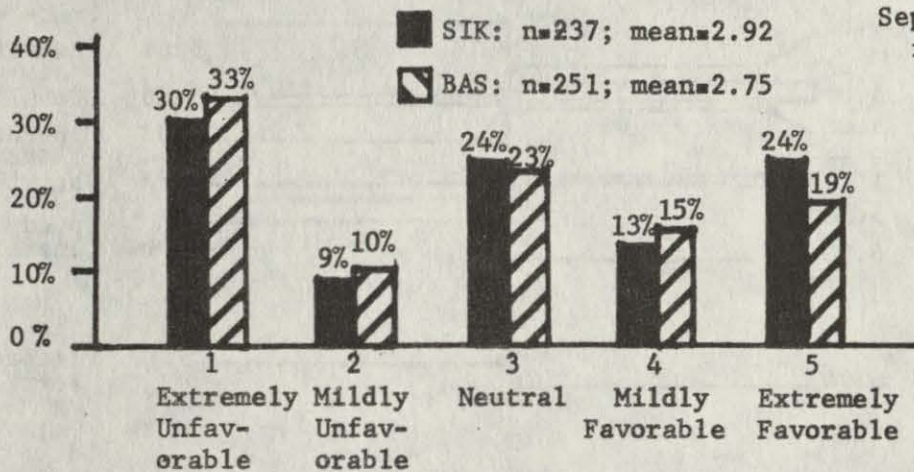 Sep
SIK: n=237; mean=2.92
BAS: n=251; mean=2.75
40%
30%
20%
10%
0 %
30%
33%
9%
10%
24%
23%
13%
15%
24%
19%
1
2
3
4
5
Extremely Unfav-
orable
Mildly
Unfav-
orable
Neutral
Mildly
Favorable
Extremely
Favorable